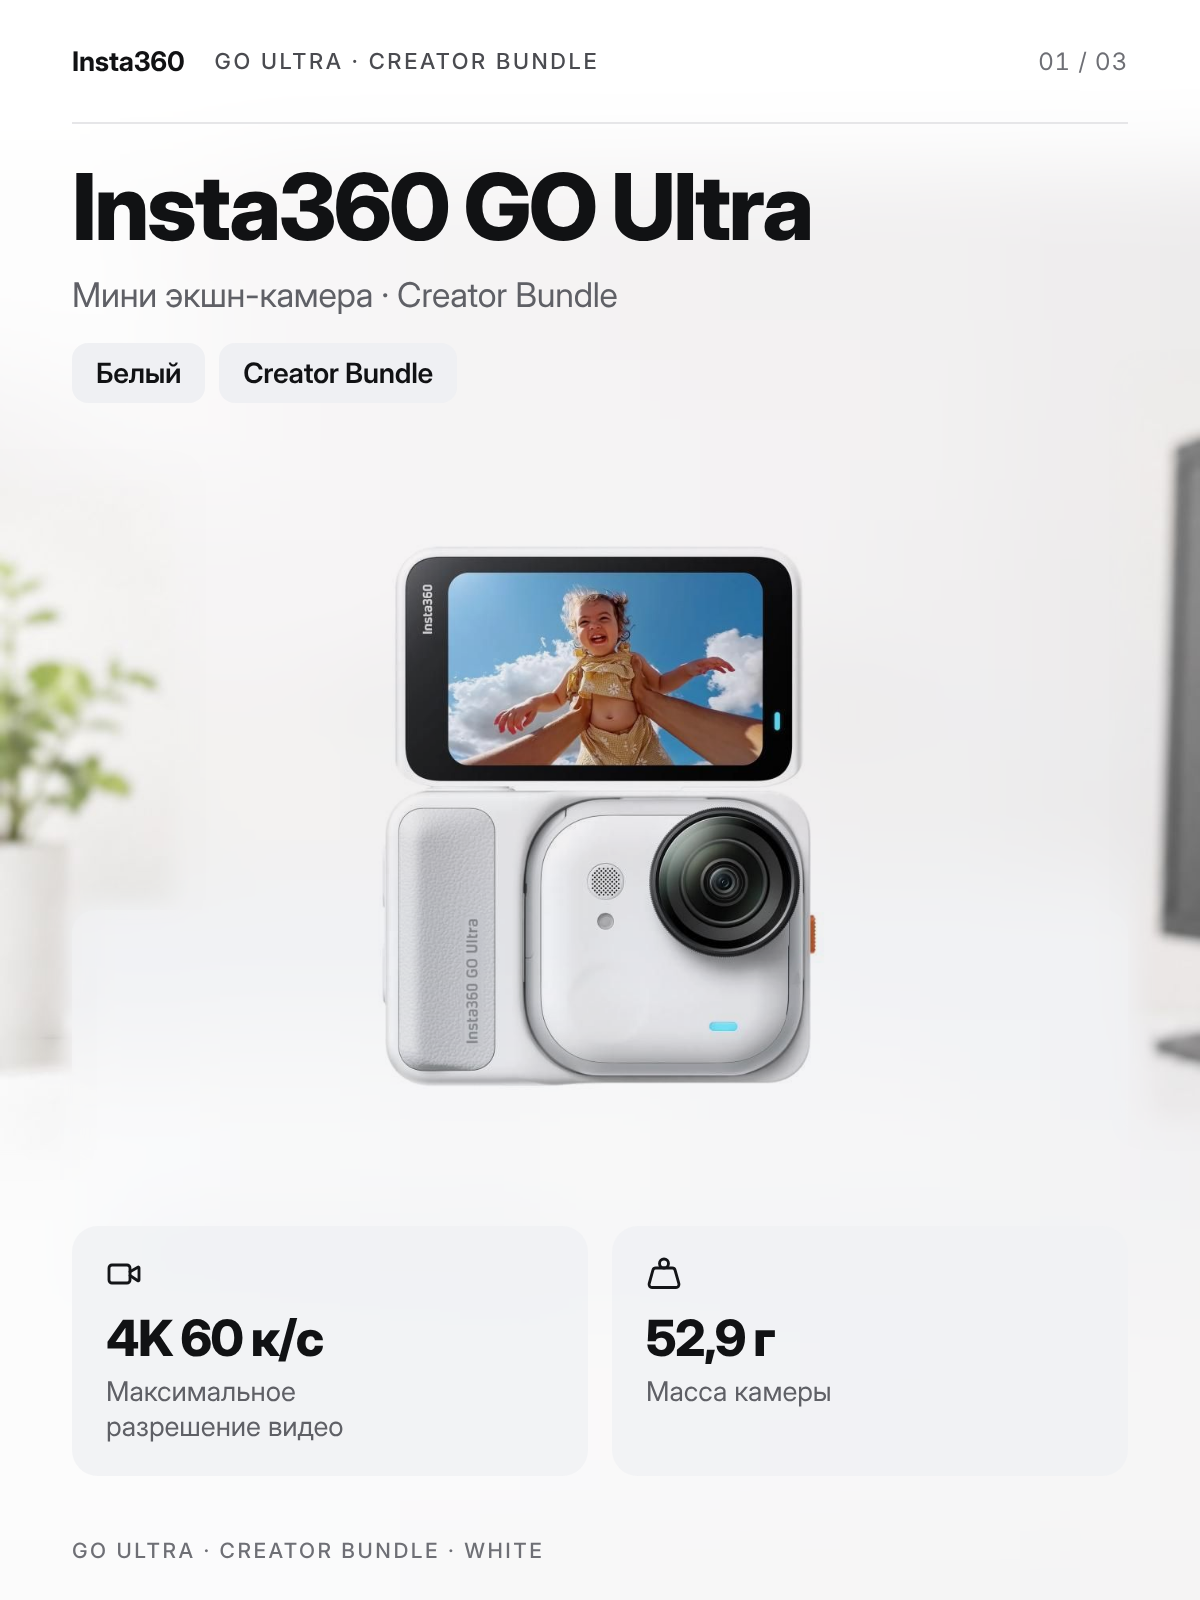 Insta360 GO ULTRA · CREATOR BUNDLE 01 / 03
Insta360 GO Ultra
Мини экшн-камера · Creator Bundle
Белый Creator Bundle
Insta360
Insta360 GO Ultra
4K 60 к/с
Максимальное
разрешение видео
52,9 г
Масса камеры
GO ULTRA · CREATOR BUNDLE · WHITE